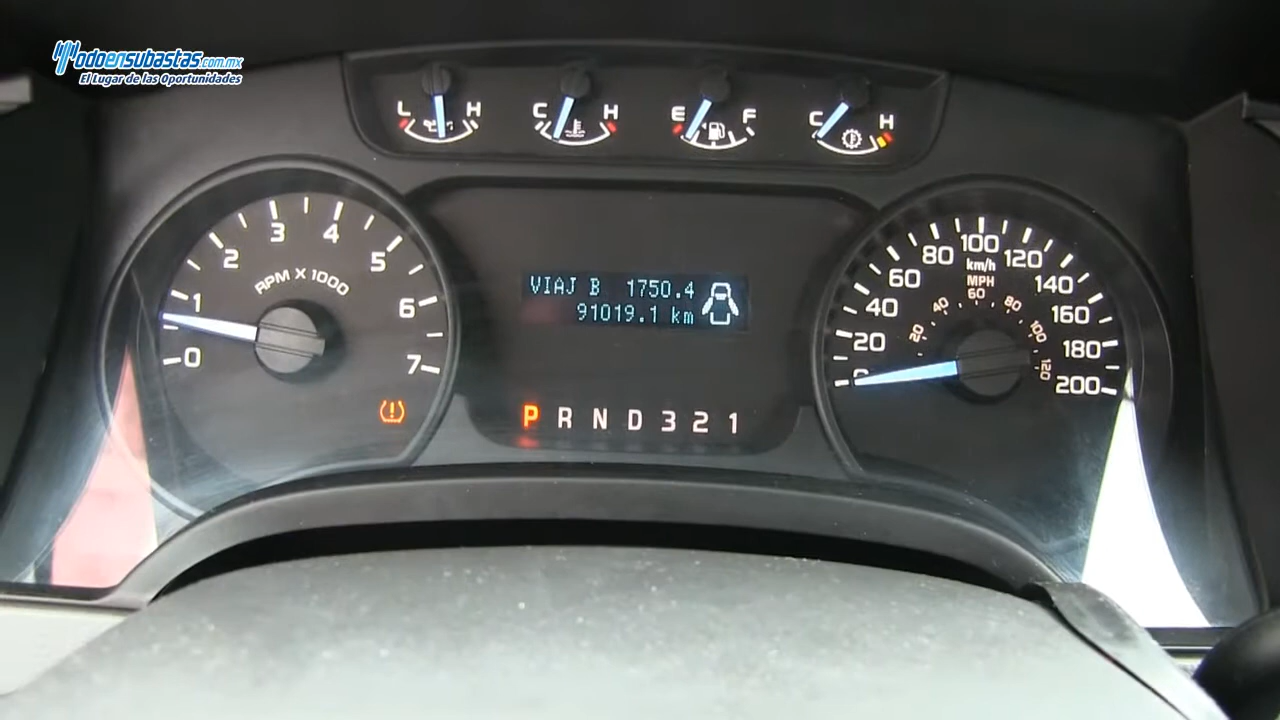 todoensubastas.com.mx
El Lugar de las Oportunidades
L H C H E F C H
0 1 2 3 4 5 6 7
RPM X 1000
VIAJ B 1750.4
91019.1 km
P R N D 3 2 1
0 20 40 60 80 100 120 140 160 180 200
km/h
MPH
20 40 60 80 100 120